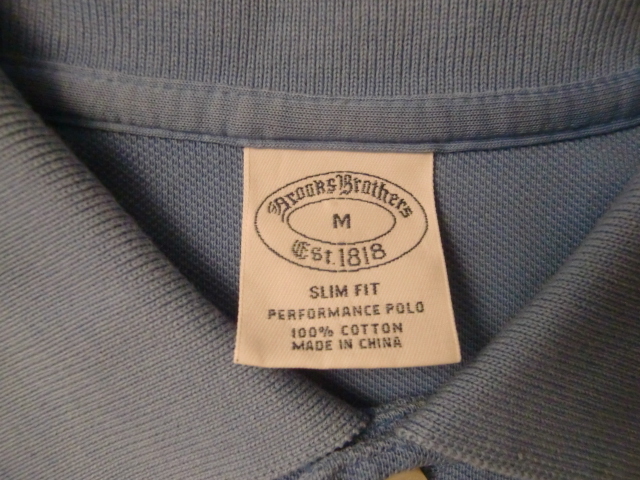 Brooks Brothers
M
Est. 1818
SLIM FIT
PERFORMANCE POLO
100% COTTON
MADE IN CHINA